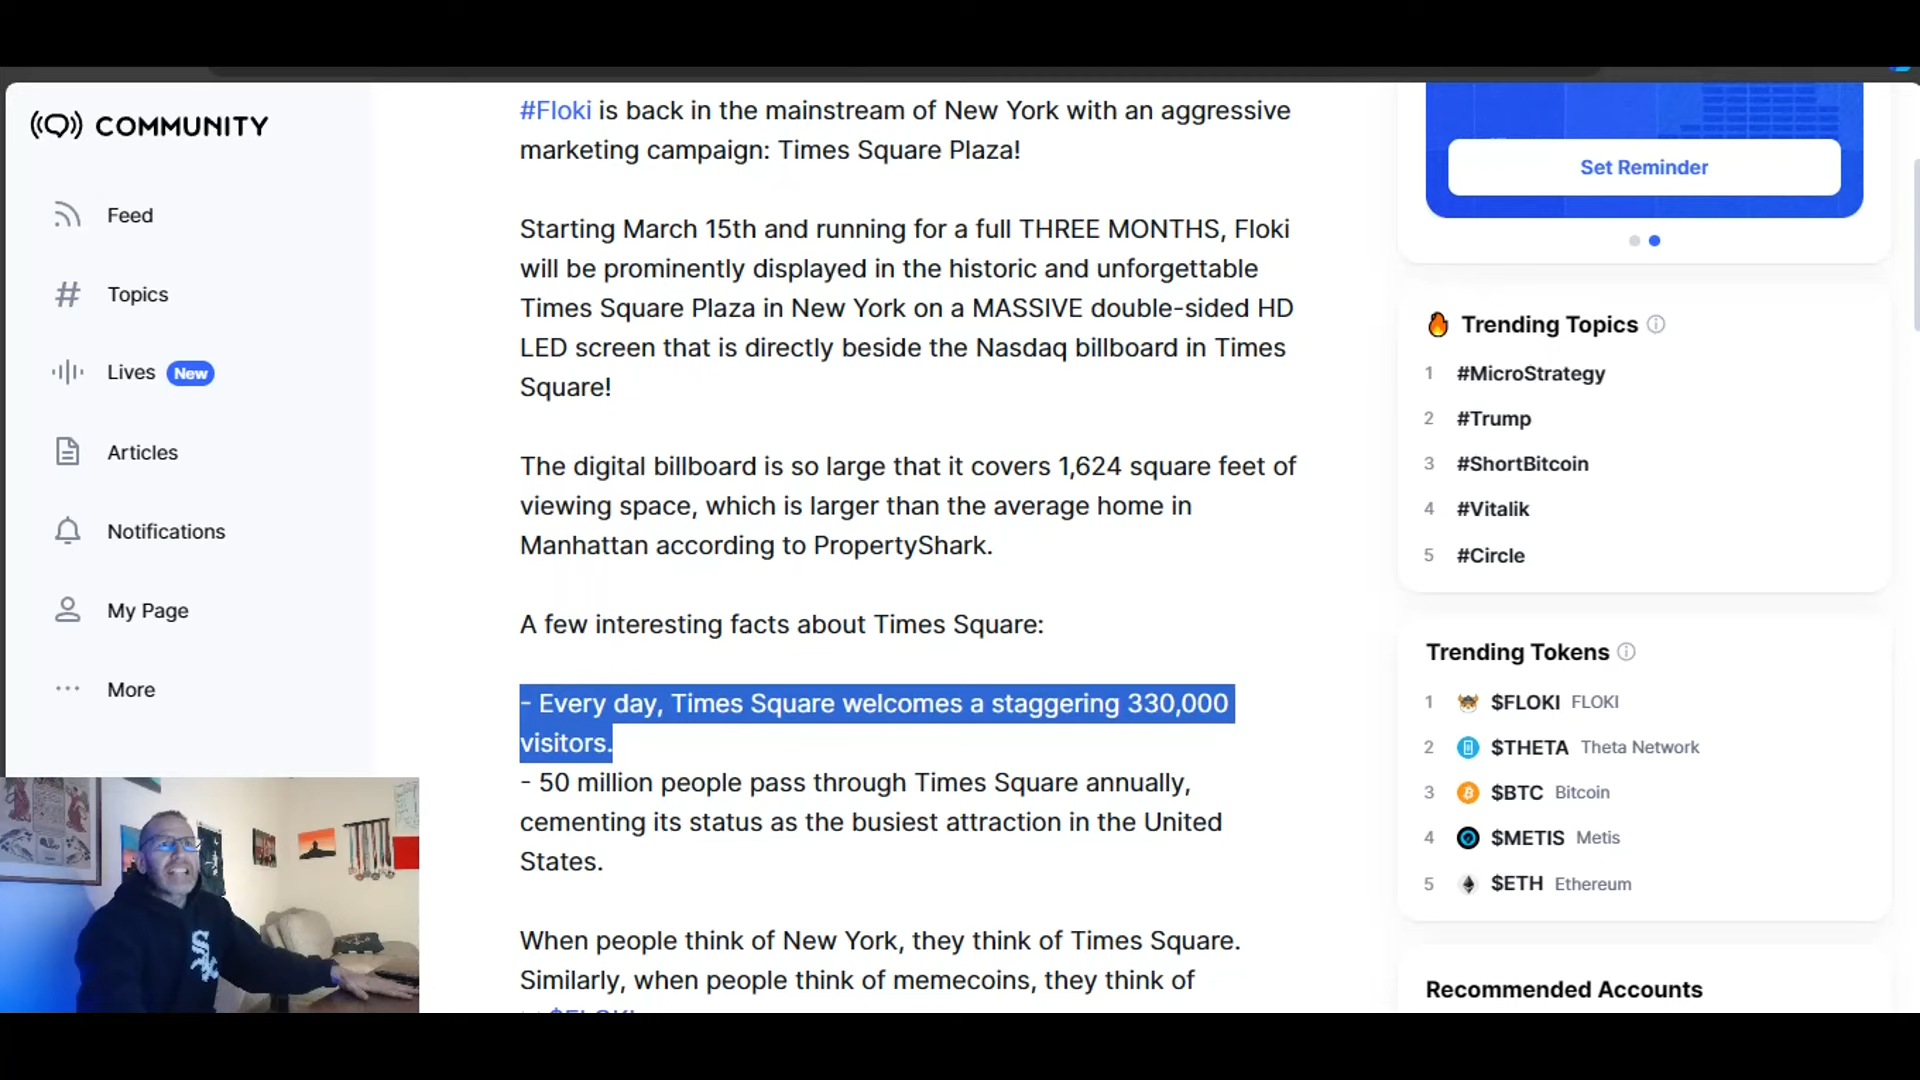 COMMUNITY
Feed
Topics
Lives New
Articles
Notifications
My Page
More
#Floki is back in the mainstream of New York with an aggressive
marketing campaign: Times Square Plaza!
Starting March 15th and running for a full THREE MONTHS, Floki
will be prominently displayed in the historic and unforgettable
Times Square Plaza in New York on a MASSIVE double-sided HD
LED screen that is directly beside the Nasdaq billboard in Times
Square!
The digital billboard is so large that it covers 1,624 square feet of
viewing space, which is larger than the average home in
Manhattan according to PropertyShark.
A few interesting facts about Times Square:
- Every day, Times Square welcomes a staggering 330,000
visitors.
- 50 million people pass through Times Square annually,
cementing its status as the busiest attraction in the United
States.
When people think of New York, they think of Times Square.
Similarly, when people think of memecoins, they think of
$FLOKI
Set Reminder
Trending Topics
1 #MicroStrategy
2 #Trump
3 #ShortBitcoin
4 #Vitalik
5 #Circle
Trending Tokens
1 $FLOKI FLOKI
2 $THETA Theta Network
3 $BTC Bitcoin
4 $METIS Metis
5 $ETH Ethereum
Recommended Accounts